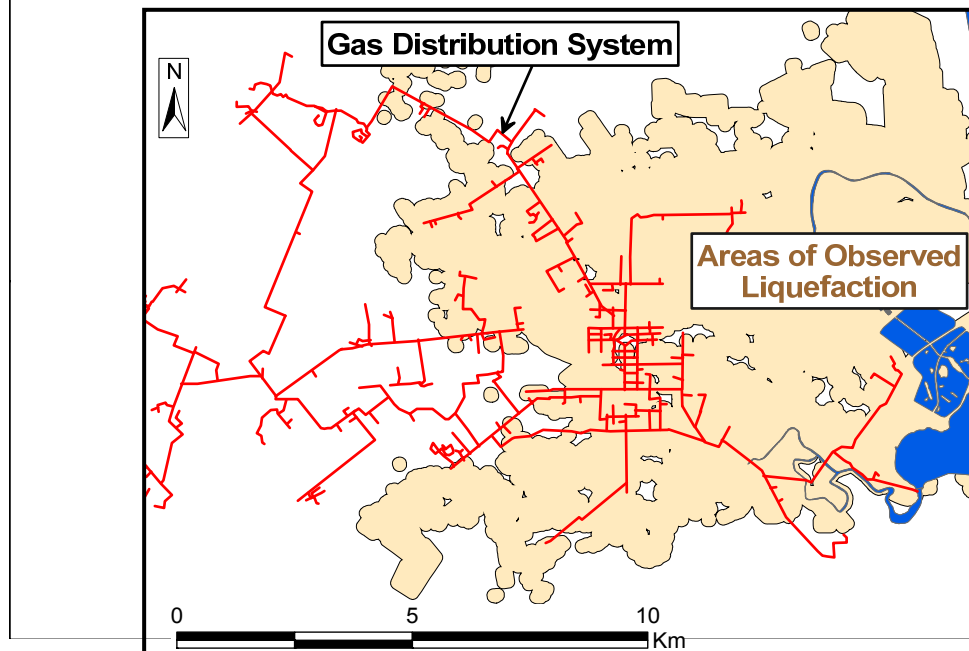 Gas Distribution System
N
Areas of Observed
Liquefaction
0 5 10
Km